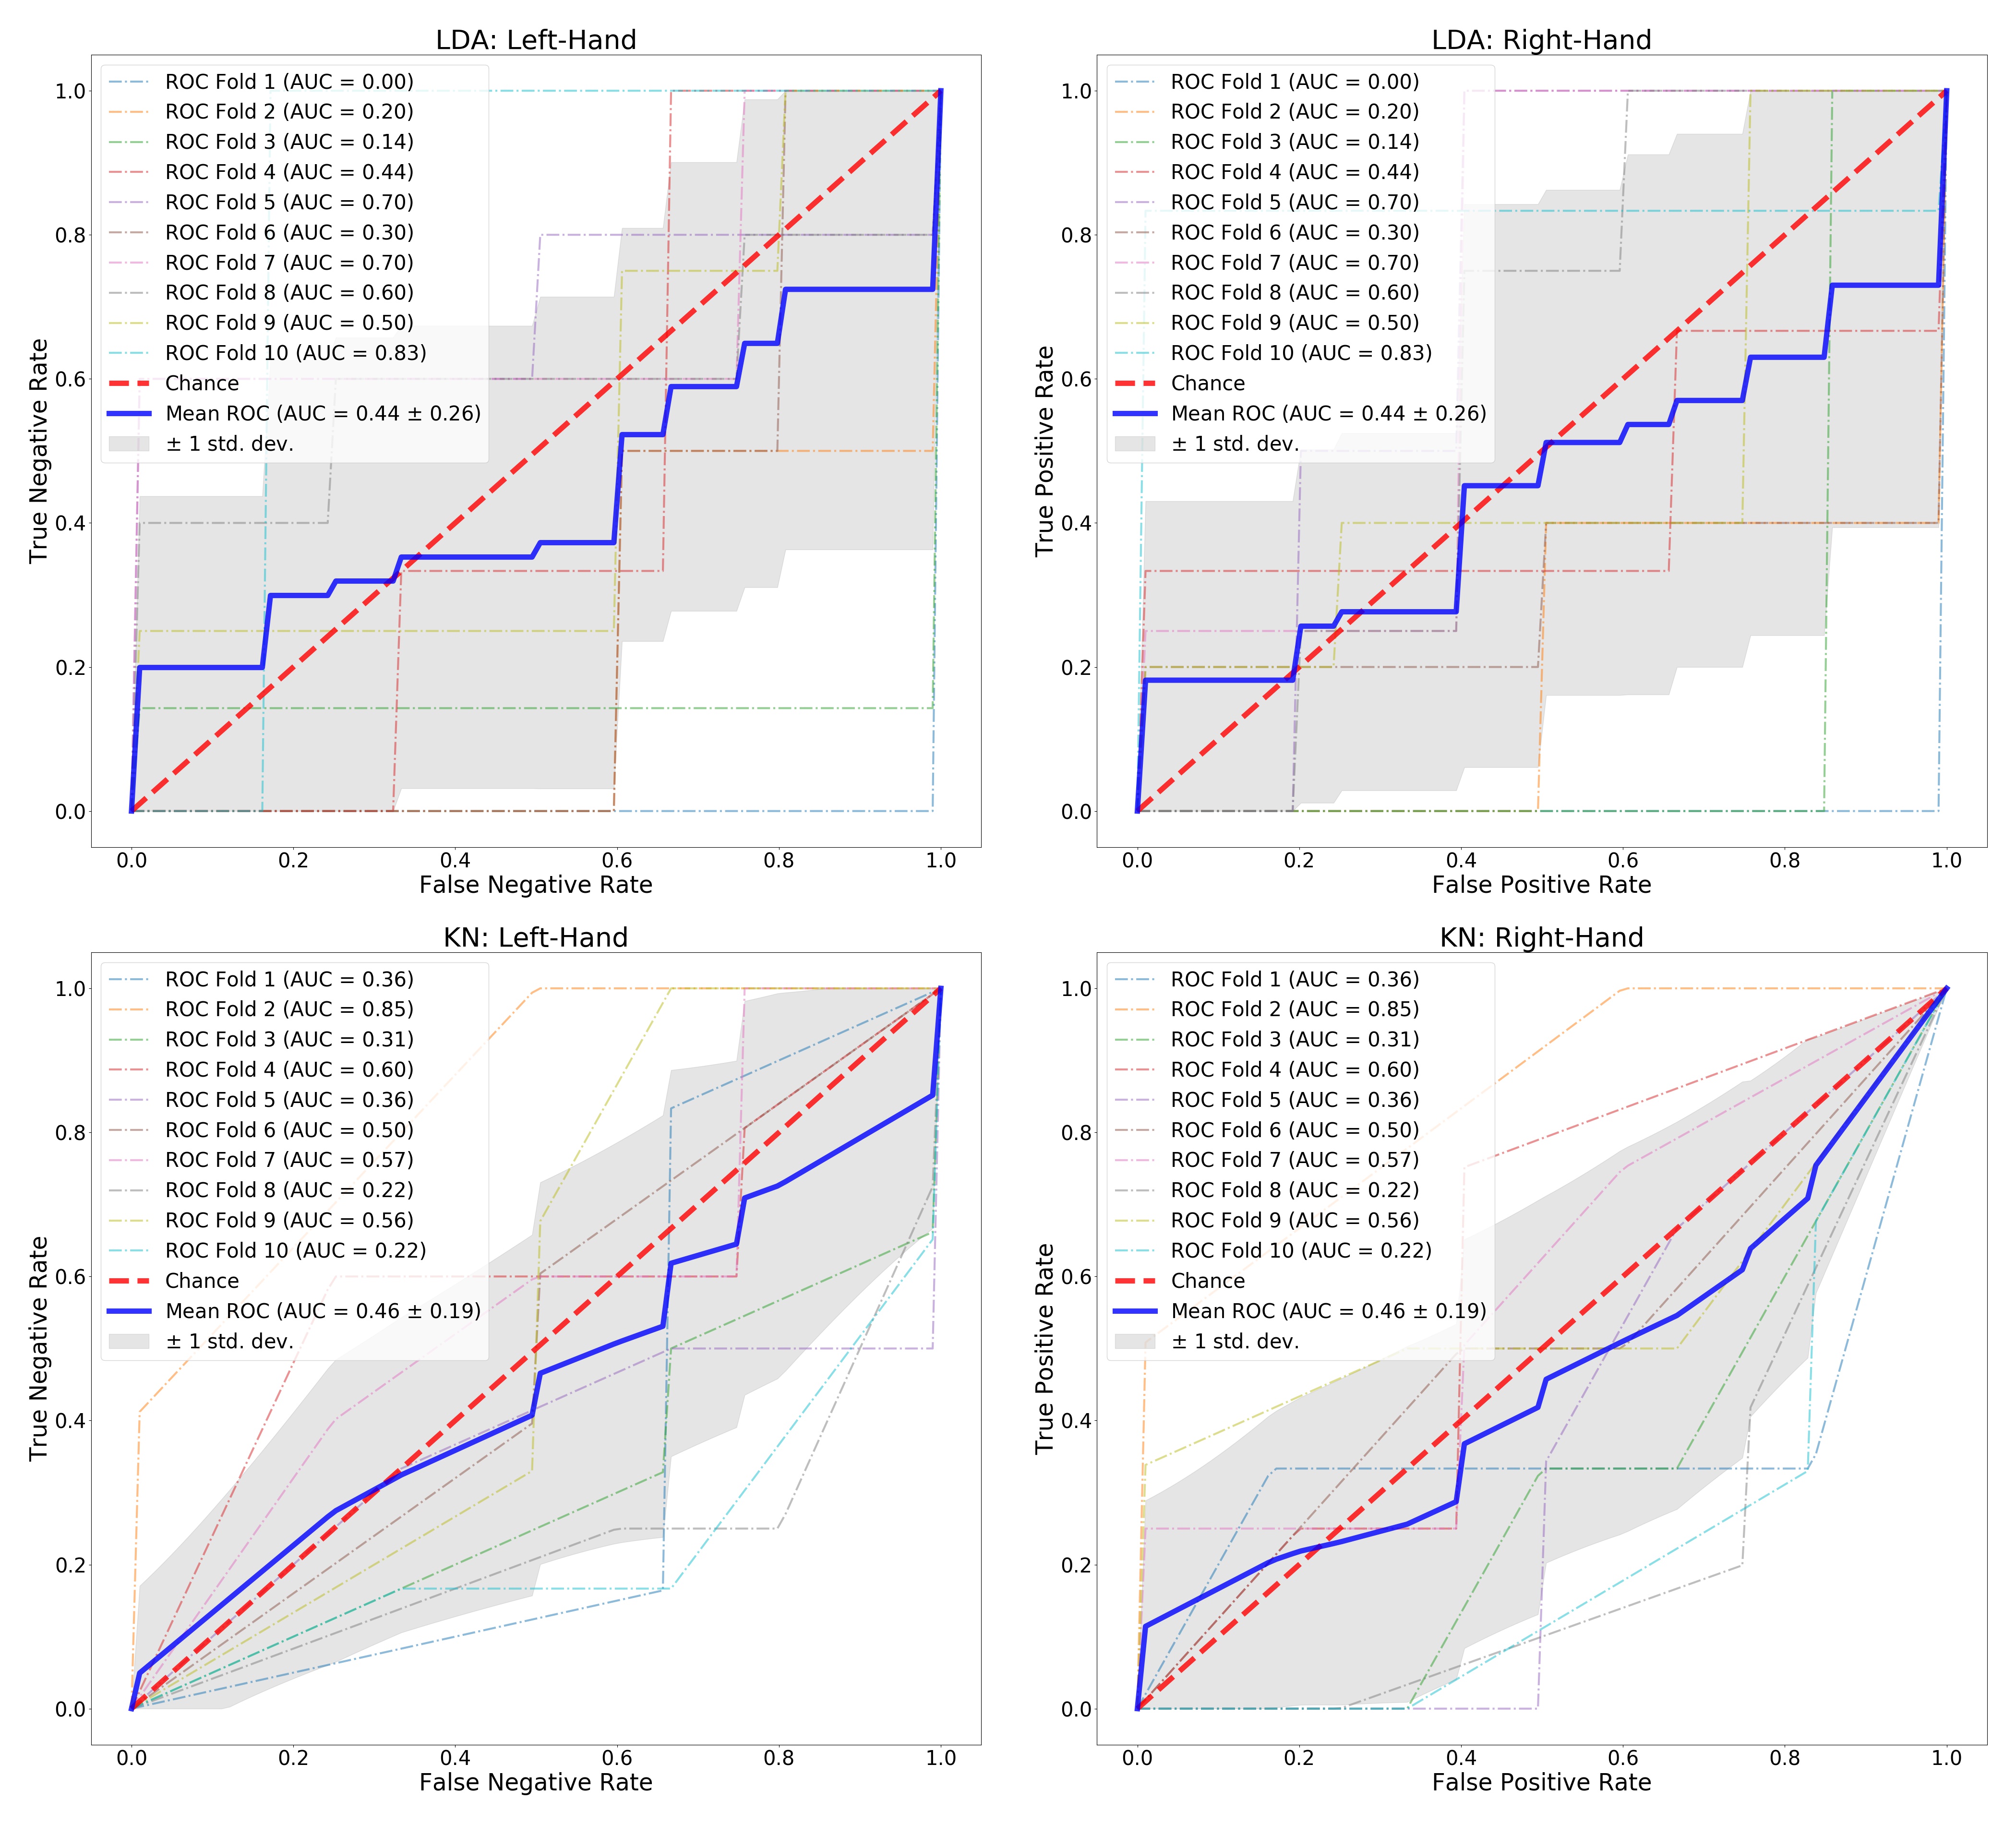 LDA: Left-Hand
ROC Fold 1 (AUC = 0.00)
ROC Fold 2 (AUC = 0.20)
ROC Fold 3 (AUC = 0.14)
ROC Fold 4 (AUC = 0.44)
ROC Fold 5 (AUC = 0.70)
ROC Fold 6 (AUC = 0.30)
ROC Fold 7 (AUC = 0.70)
ROC Fold 8 (AUC = 0.60)
ROC Fold 9 (AUC = 0.50)
ROC Fold 10 (AUC = 0.83)
Chance
Mean ROC (AUC = 0.44 ± 0.26)
± 1 std. dev.
True Negative Rate
1.0
0.8
0.6
0.4
0.2
0.0
0.0 0.2 0.4 0.6 0.8 1.0
False Negative Rate
LDA: Right-Hand
ROC Fold 1 (AUC = 0.00)
ROC Fold 2 (AUC = 0.20)
ROC Fold 3 (AUC = 0.14)
ROC Fold 4 (AUC = 0.44)
ROC Fold 5 (AUC = 0.70)
ROC Fold 6 (AUC = 0.30)
ROC Fold 7 (AUC = 0.70)
ROC Fold 8 (AUC = 0.60)
ROC Fold 9 (AUC = 0.50)
ROC Fold 10 (AUC = 0.83)
Chance
Mean ROC (AUC = 0.44 ± 0.26)
± 1 std. dev.
True Positive Rate
1.0
0.8
0.6
0.4
0.2
0.0
0.0 0.2 0.4 0.6 0.8 1.0
False Positive Rate
KN: Left-Hand
ROC Fold 1 (AUC = 0.36)
ROC Fold 2 (AUC = 0.85)
ROC Fold 3 (AUC = 0.31)
ROC Fold 4 (AUC = 0.60)
ROC Fold 5 (AUC = 0.36)
ROC Fold 6 (AUC = 0.50)
ROC Fold 7 (AUC = 0.57)
ROC Fold 8 (AUC = 0.22)
ROC Fold 9 (AUC = 0.56)
ROC Fold 10 (AUC = 0.22)
Chance
Mean ROC (AUC = 0.46 ± 0.19)
± 1 std. dev.
True Negative Rate
1.0
0.8
0.6
0.4
0.2
0.0
0.0 0.2 0.4 0.6 0.8 1.0
False Negative Rate
KN: Right-Hand
ROC Fold 1 (AUC = 0.36)
ROC Fold 2 (AUC = 0.85)
ROC Fold 3 (AUC = 0.31)
ROC Fold 4 (AUC = 0.60)
ROC Fold 5 (AUC = 0.36)
ROC Fold 6 (AUC = 0.50)
ROC Fold 7 (AUC = 0.57)
ROC Fold 8 (AUC = 0.22)
ROC Fold 9 (AUC = 0.56)
ROC Fold 10 (AUC = 0.22)
Chance
Mean ROC (AUC = 0.46 ± 0.19)
± 1 std. dev.
True Positive Rate
1.0
0.8
0.6
0.4
0.2
0.0
0.0 0.2 0.4 0.6 0.8 1.0
False Positive Rate